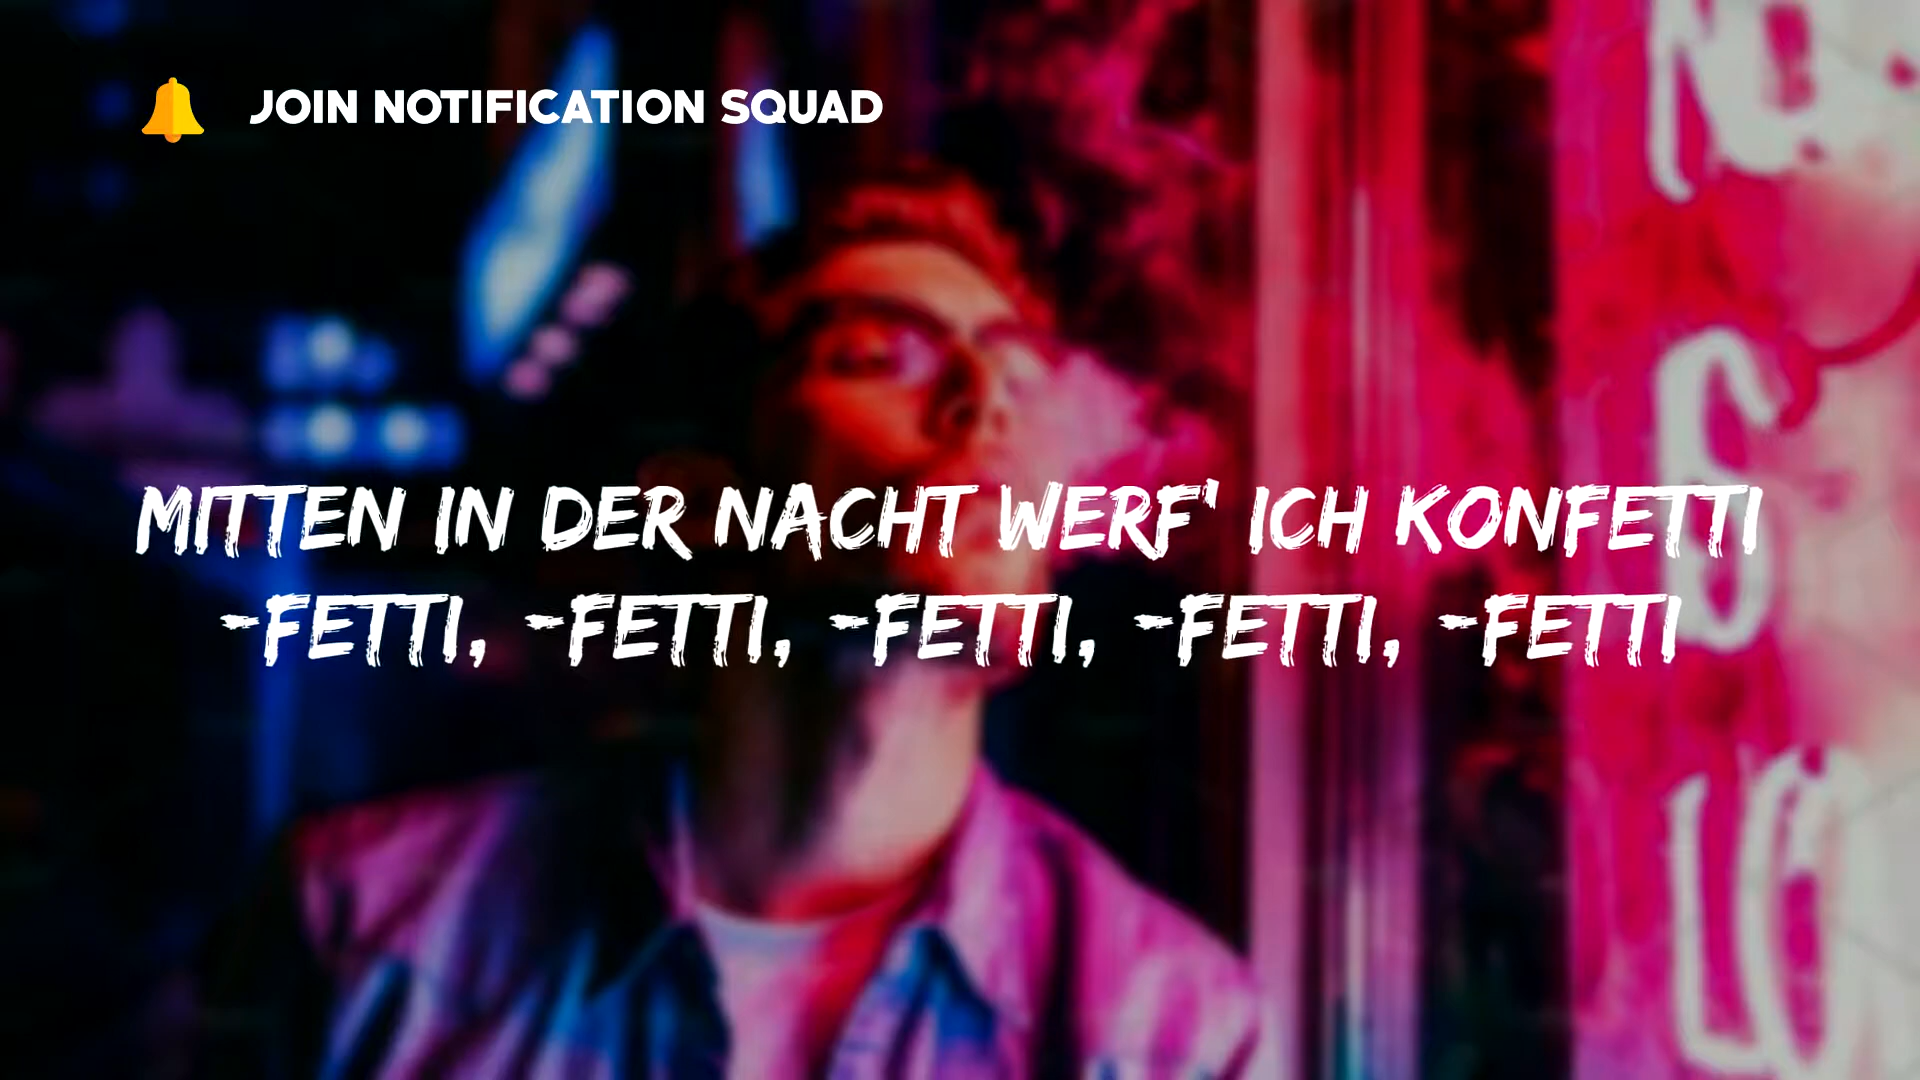 JOIN NOTIFICATION SQUAD
MITTEN IN DER NACHT WERF' ICH KONFETTI
-FETTI, -FETTI, -FETTI, -FETTI, -FETTI